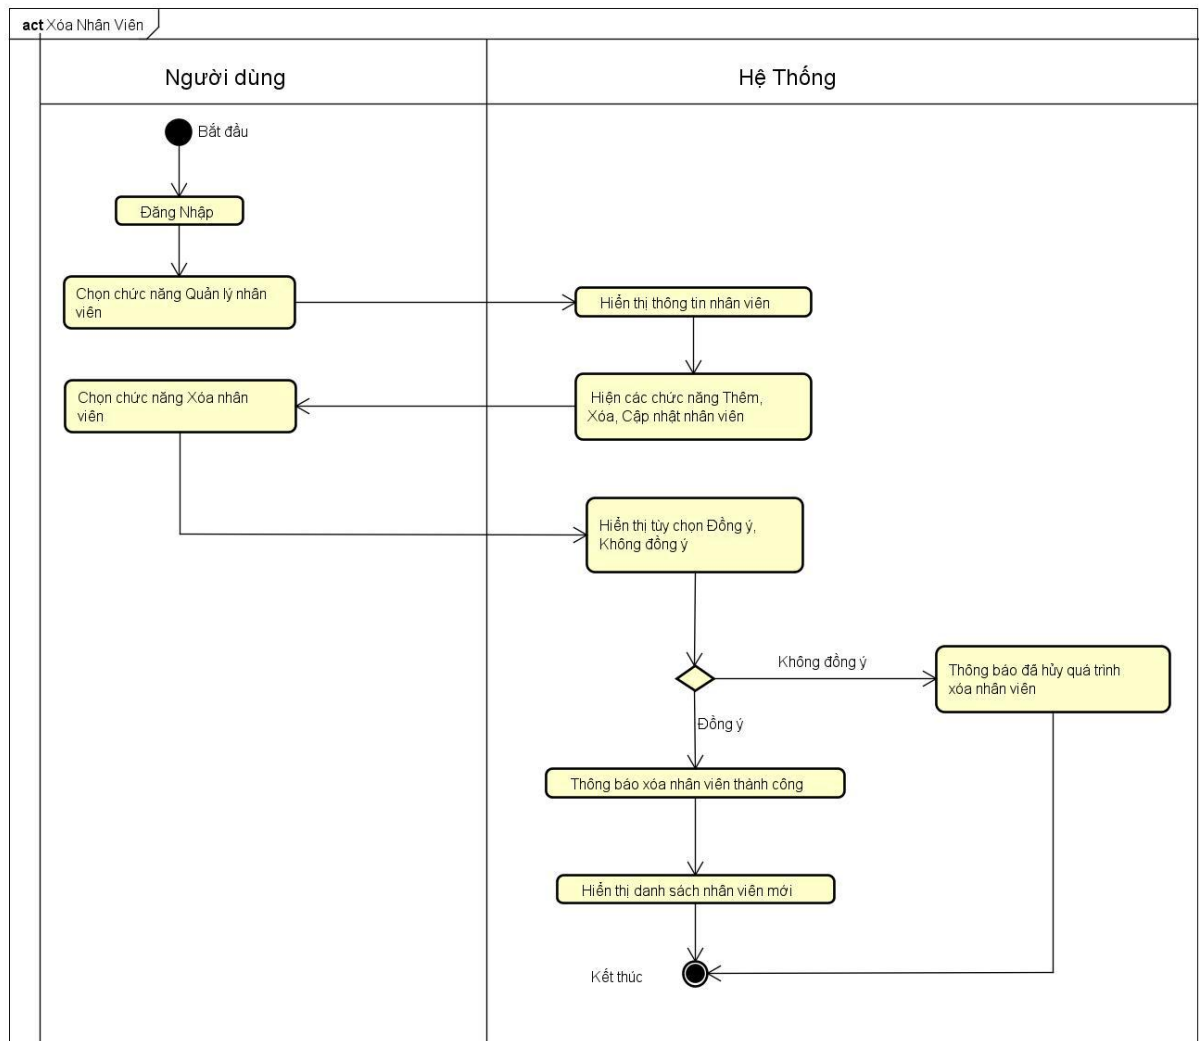 act Xóa Nhân Viên
Người dùng
Hệ Thống
Bắt đầu
Đăng Nhập
Chọn chức năng Quản lý nhân
viên
Hiển thị thông tin nhân viên
Chọn chức năng Xóa nhân
viên
Hiện các chức năng Thêm,
Xóa, Cập nhật nhân viên
Hiển thị tùy chọn Đồng ý,
Không đồng ý
Không đồng ý
Thông báo đã hủy quá trình
xóa nhân viên
Đồng ý
Thông báo xóa nhân viên thành công
Hiển thị danh sách nhân viên mới
Kết thúc